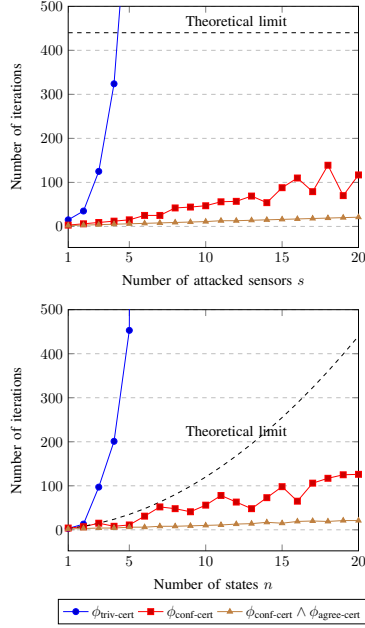 500
Theoretical limit
400
300
200
100
0
1 5 10 15 20
Number of iterations
Number of attacked sensors s
500
400
300
200
Theoretical limit
100
0
1 5 10 15 20
Number of iterations
Number of states n
ϕtriv-cert ϕconf-cert ϕconf-cert ∧ ϕagree-cert